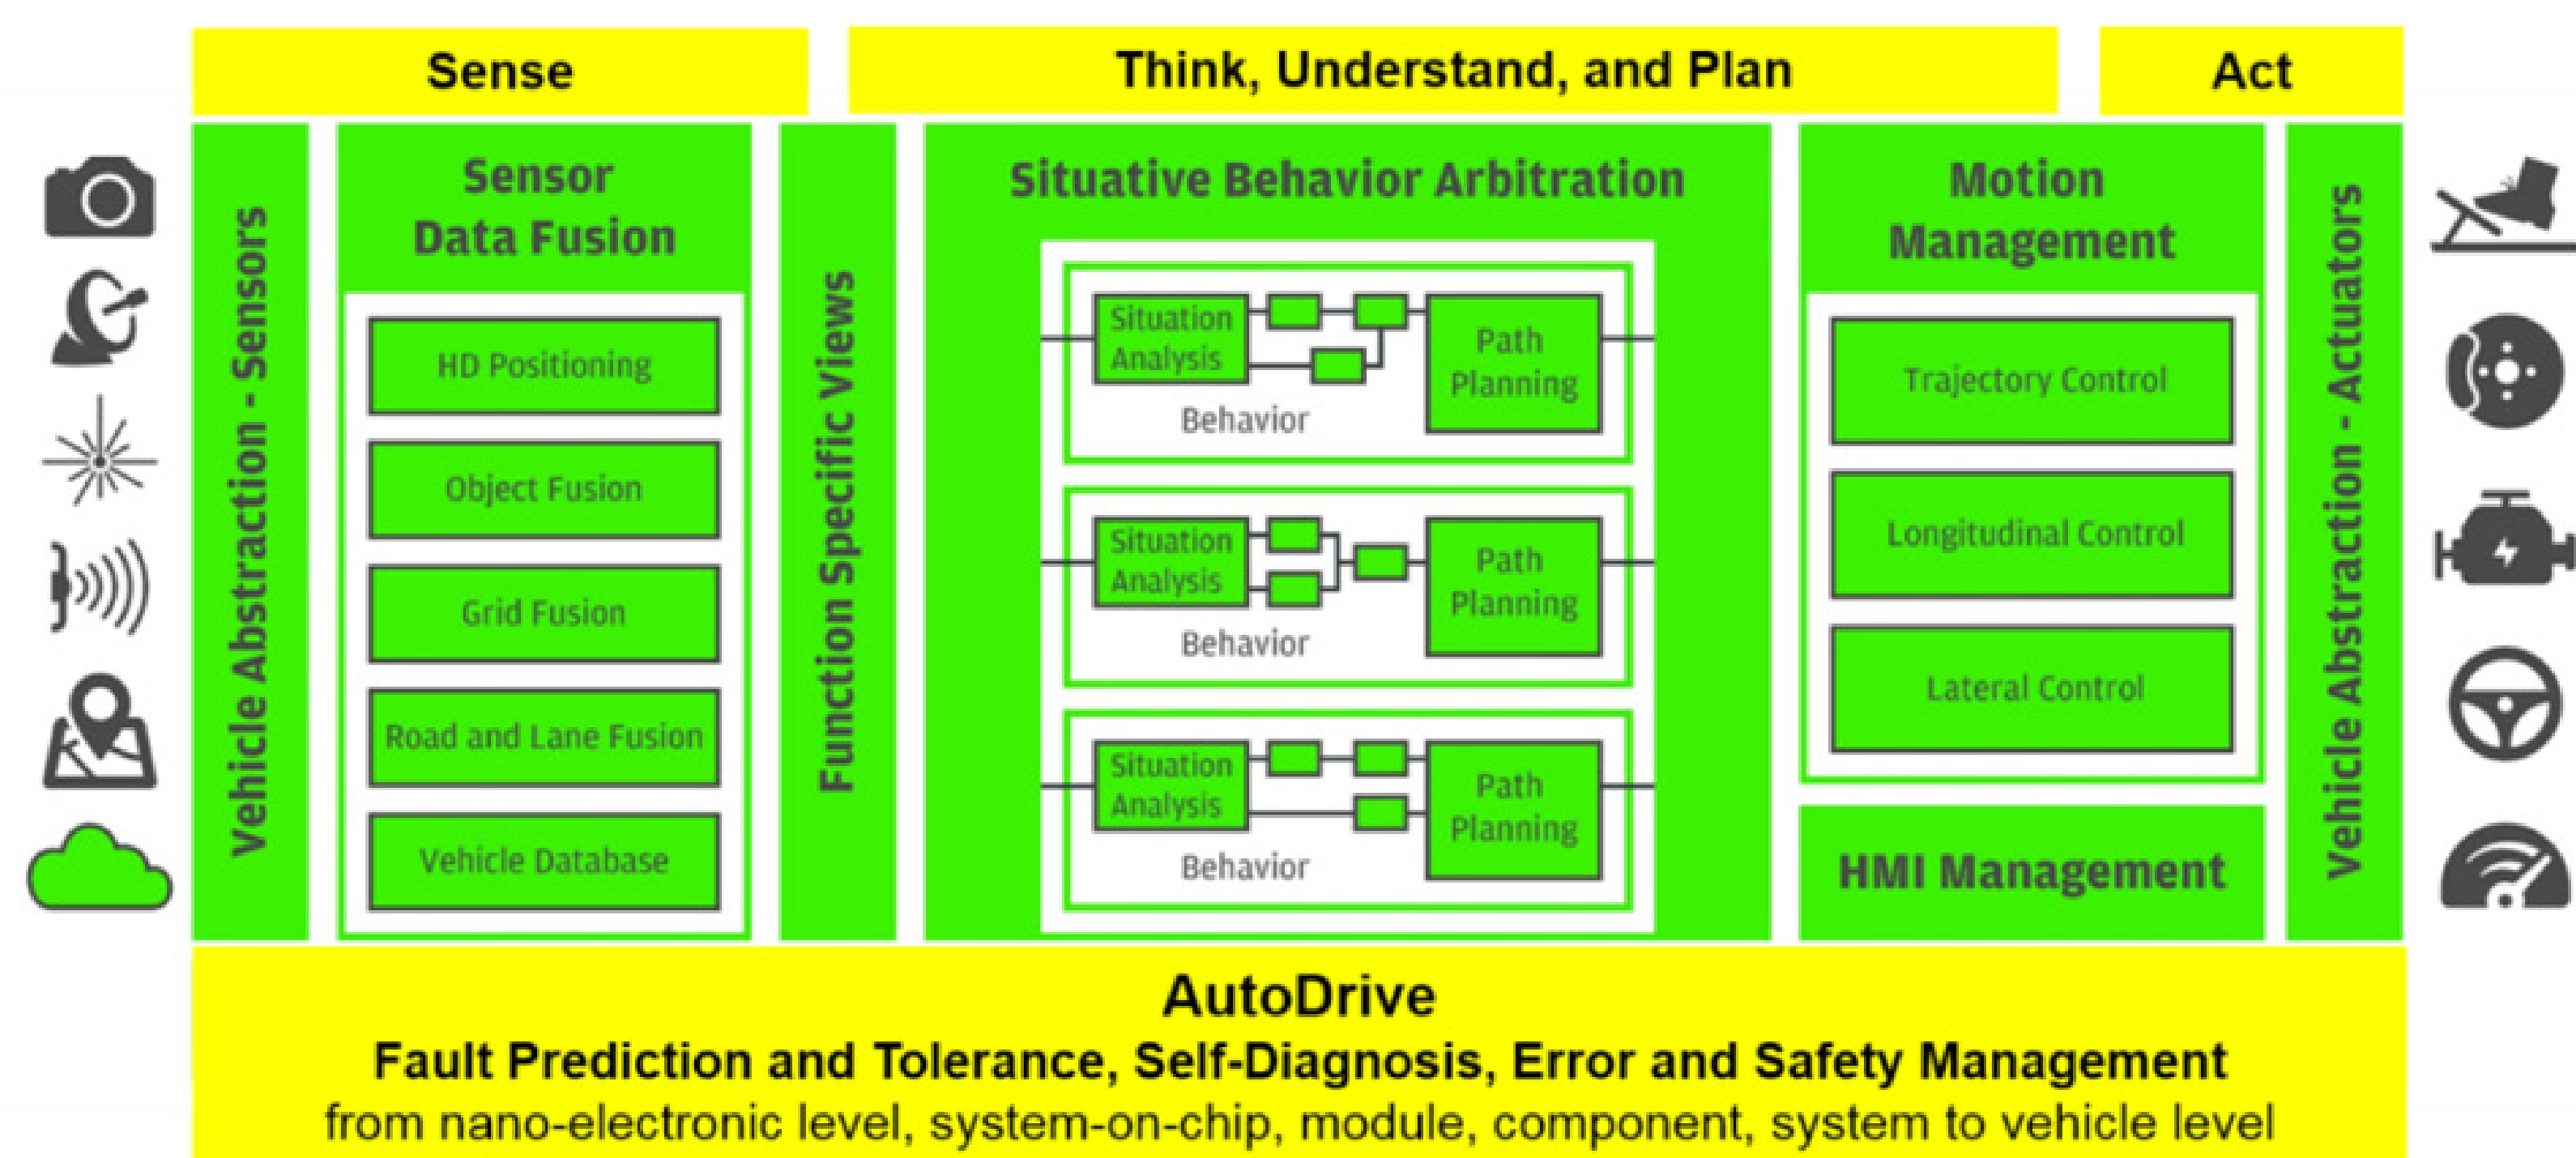 Sense
Think, Understand, and Plan
Act
Vehicle Abstraction - Sensors
Sensor
Data Fusion
HD Positioning
Object Fusion
Grid Fusion
Road and Lane Fusion
Vehicle Database
Function Specific Views
Situative Behavior Arbitration
Situation
Analysis
Path
Planning
Behavior
Situation
Analysis
Path
Planning
Behavior
Situation
Analysis
Path
Planning
Behavior
Motion
Management
Trajectory Control
Longitudinal Control
Lateral Control
HMI Management
Vehicle Abstraction - Actuators
AutoDrive
Fault Prediction and Tolerance, Self-Diagnosis, Error and Safety Management
from nano-electronic level, system-on-chip, module, component, system to vehicle level